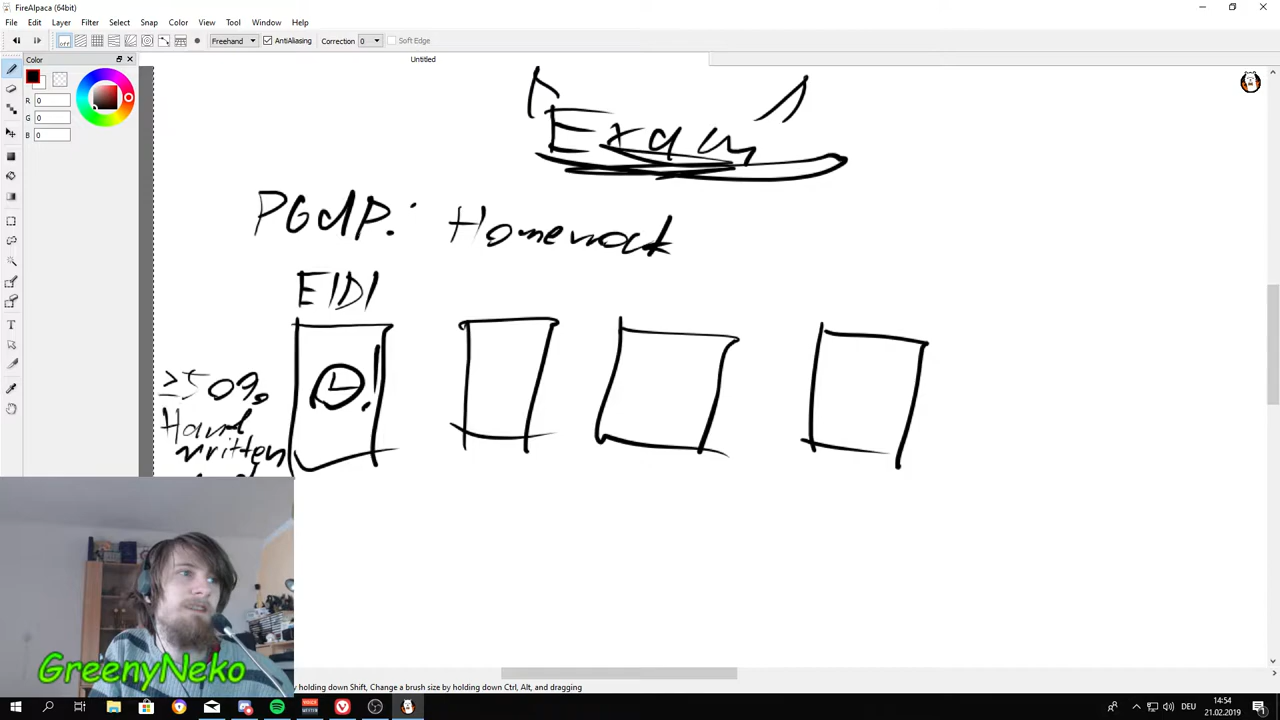 FireAlpaca (64bit)
File Edit Layer Filter Select Snap Color View Tool Window Help
off Freehand AntiAliasing Correction 0 Soft Edge
Color
Untitled
R 0
G 0
B 0
Exam
PGdP: Homework
EIDI
≥50%
Hand
written
GreenyNeko
y holding down Shift, Change a brush size by holding down Ctrl, Alt, and dragging
DEU
14:54
21.02.2019